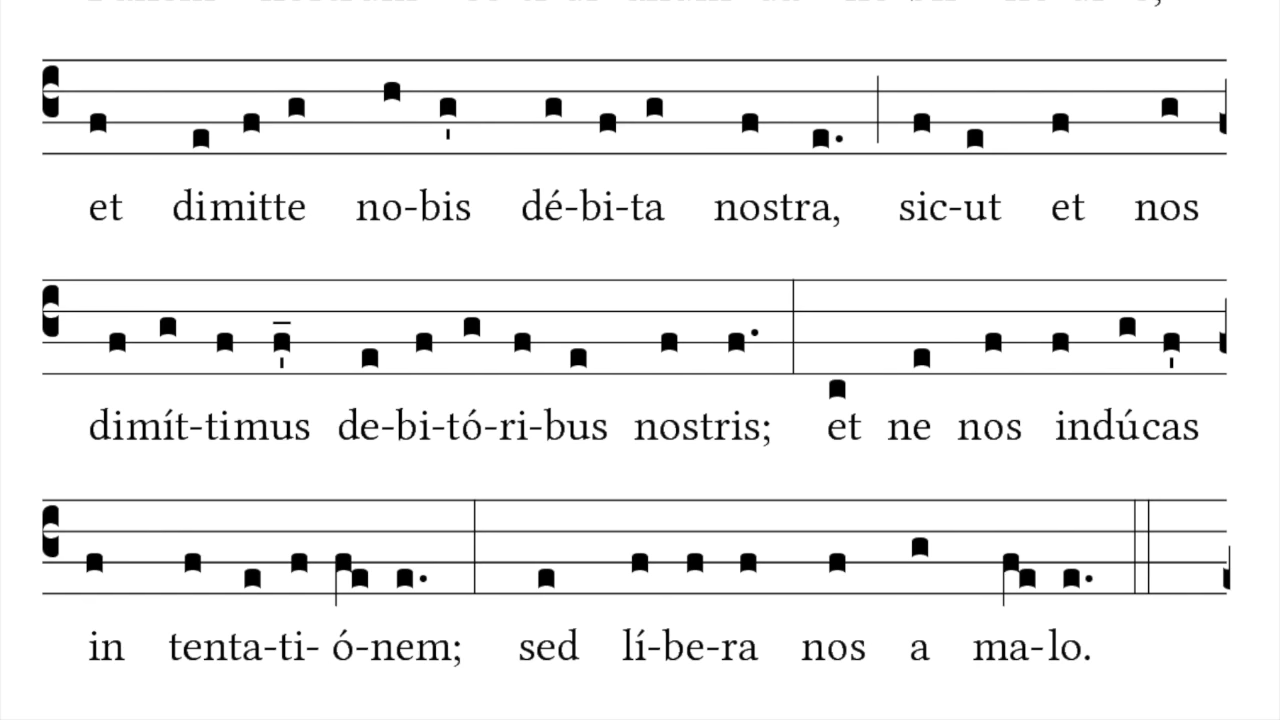 et dimitte no-bis dé-bi-ta nostra, sic-ut et nos
dimít-timus de-bi-tó-ri-bus nostris; et ne nos indúcas
in tenta-ti- ó-nem; sed lí-be-ra nos a ma-lo.